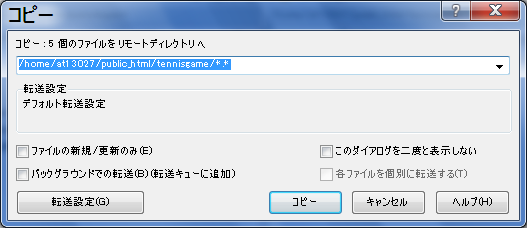 コピー
コピー：5 個のファイルを リモートディレクトリ へ
/home/at13027/public_html/tennisgame/*.*
転送設定
デフォルト転送設定
ファイルの新規/更新のみ(E)
このダイアログを二度と表示しない
バックグラウンドでの転送(B) (転送キューに追加)
各ファイルを個別に転送する(T)
転送設定(G)
コピー
キャンセル
ヘルプ(H)